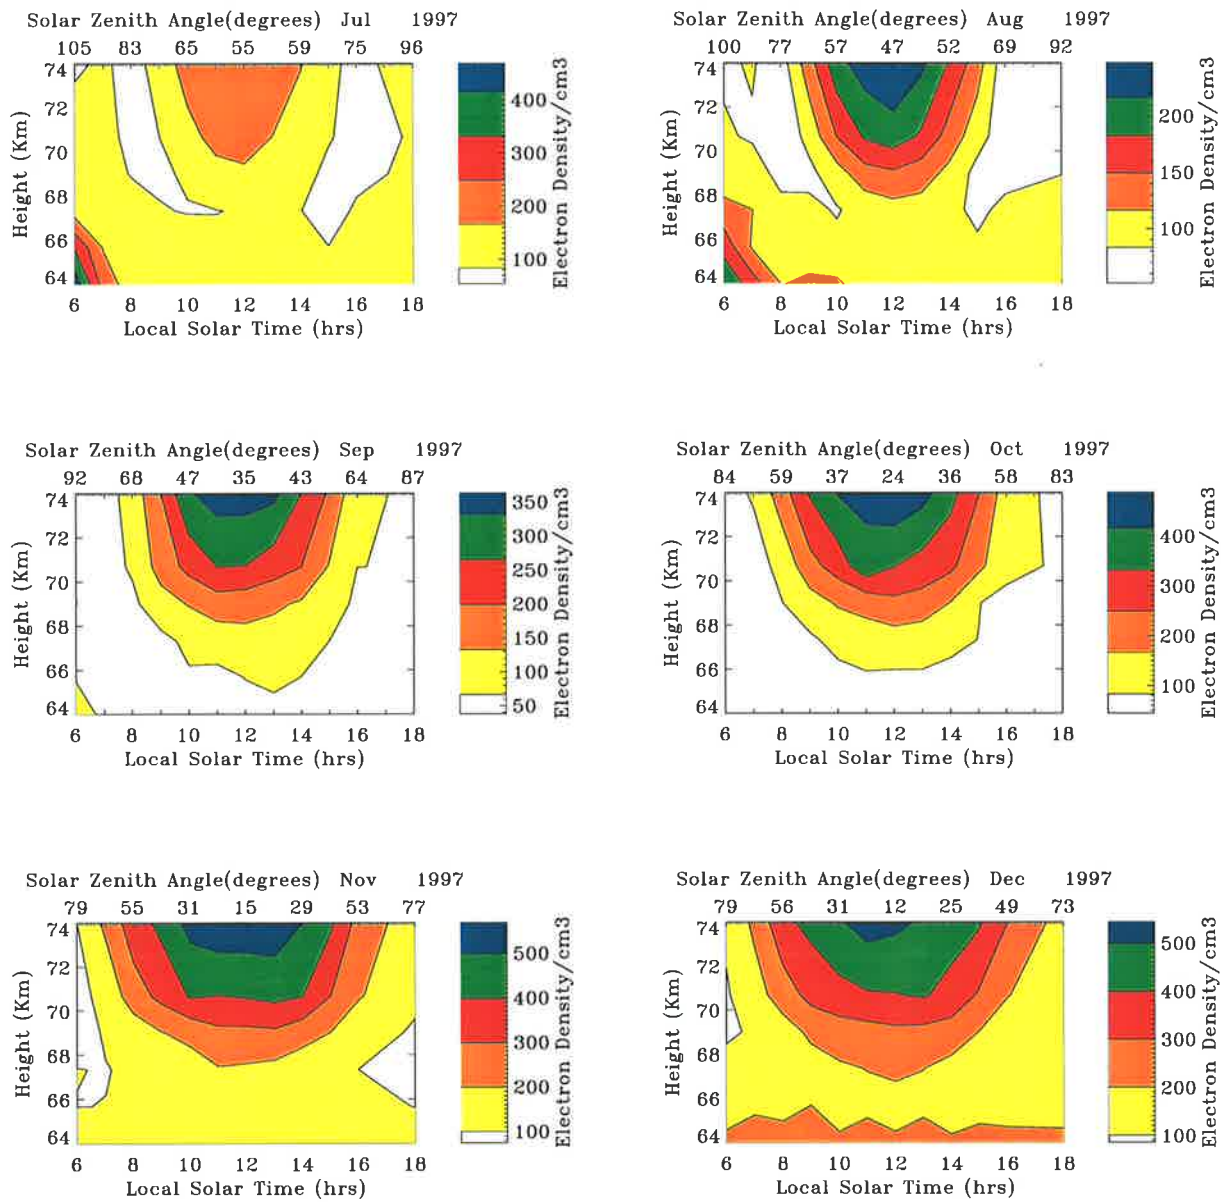 Solar Zenith Angle(degrees) Jul 1997
105 83 65 55 59 75 96
74
72
70
68
66
64
Height (Km)
6 8 10 12 14 16 18
Local Solar Time (hrs)
400
300
200
100
Electron Density/cm3
Solar Zenith Angle(degrees) Aug 1997
100 77 57 47 52 69 92
74
72
70
68
66
64
Height (Km)
6 8 10 12 14 16 18
Local Solar Time (hrs)
200
150
100
Electron Density/cm3
Solar Zenith Angle(degrees) Sep 1997
92 68 47 35 43 64 87
74
72
70
68
66
64
Height (Km)
6 8 10 12 14 16 18
Local Solar Time (hrs)
350
300
250
200
150
100
50
Electron Density/cm3
Solar Zenith Angle(degrees) Oct 1997
84 59 37 24 36 58 83
74
72
70
68
66
64
Height (Km)
6 8 10 12 14 16 18
Local Solar Time (hrs)
400
300
200
100
Electron Density/cm3
Solar Zenith Angle(degrees) Nov 1997
79 55 31 15 29 53 77
74
72
70
68
66
64
Height (Km)
6 8 10 12 14 16 18
Local Solar Time (hrs)
500
400
300
200
100
Electron Density/cm3
Solar Zenith Angle(degrees) Dec 1997
79 56 31 12 25 49 73
74
72
70
68
66
64
Height (Km)
6 8 10 12 14 16 18
Local Solar Time (hrs)
500
400
300
200
100
Electron Density/cm3